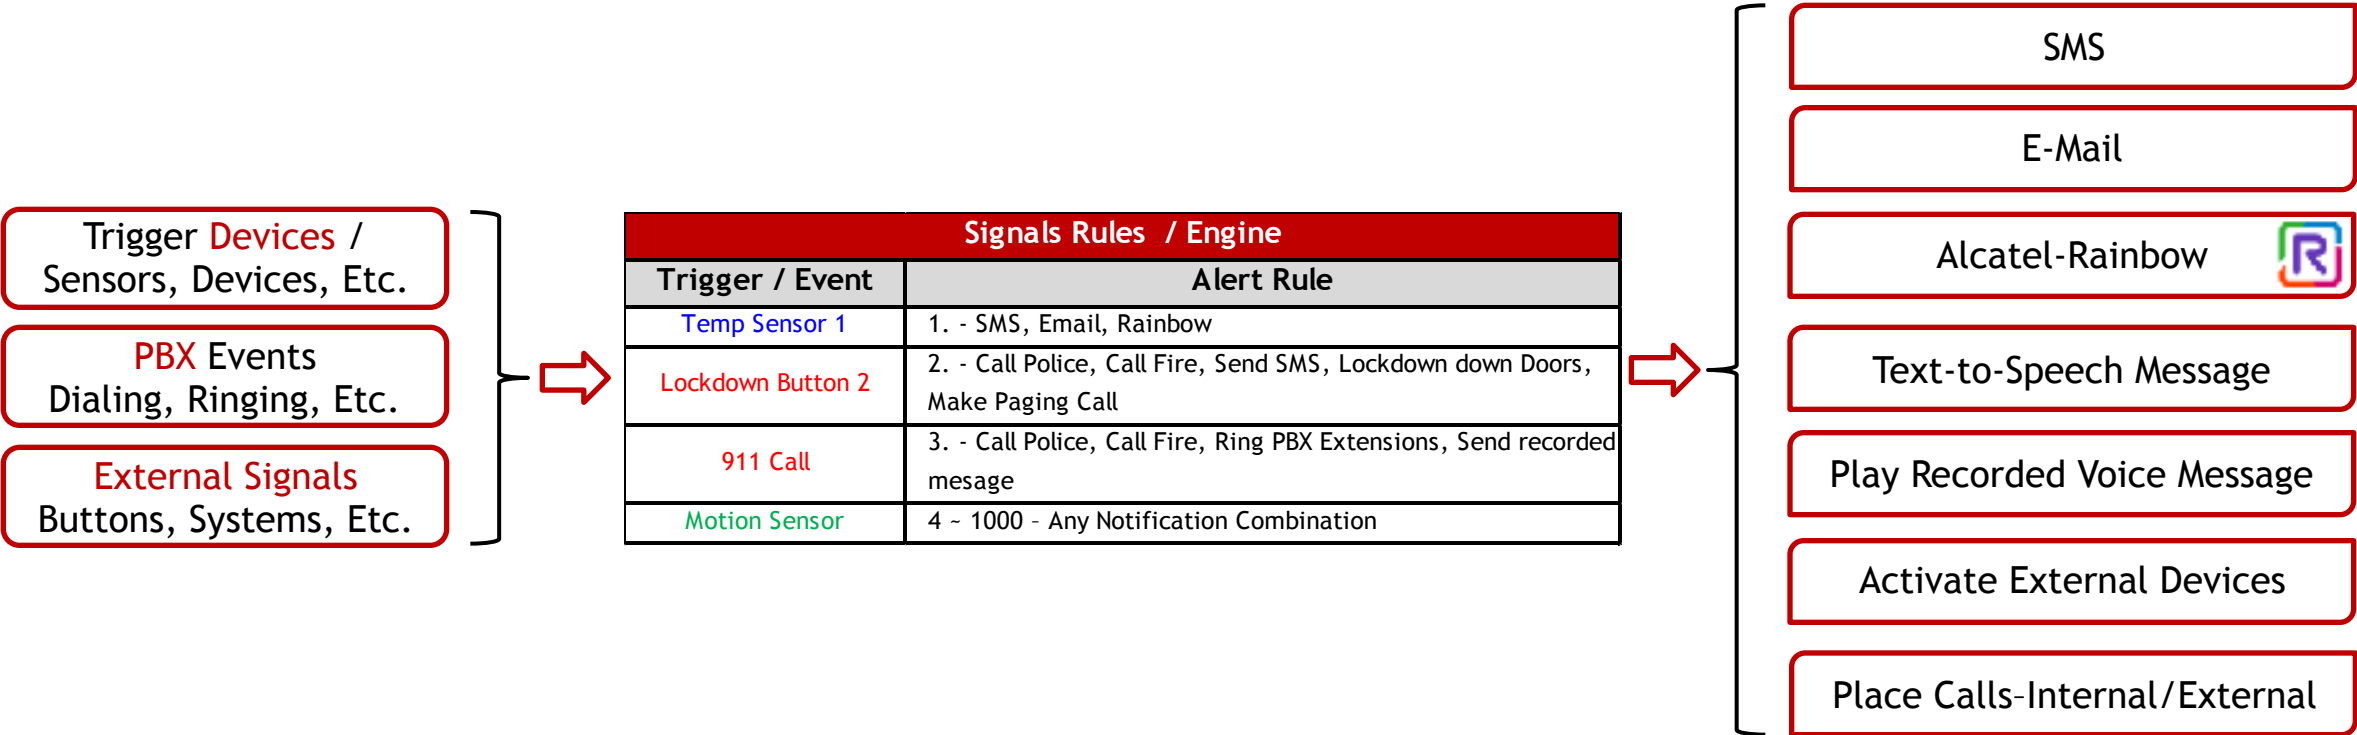 Trigger Devices /
Sensors, Devices, Etc.
PBX Events
Dialing, Ringing, Etc.
External Signals
Buttons, Systems, Etc.
Signals Rules / Engine
Trigger / Event
Alert Rule
Temp Sensor 1
1. - SMS, Email, Rainbow
Lockdown Button 2
2. - Call Police, Call Fire, Send SMS, Lockdown down Doors,
Make Paging Call
911 Call
3. - Call Police, Call Fire, Ring PBX Extensions, Send recorded
mesage
Motion Sensor
4 ~ 1000 – Any Notification Combination
SMS
E-Mail
Alcatel-Rainbow
R
Text-to-Speech Message
Play Recorded Voice Message
Activate External Devices
Place Calls–Internal/External